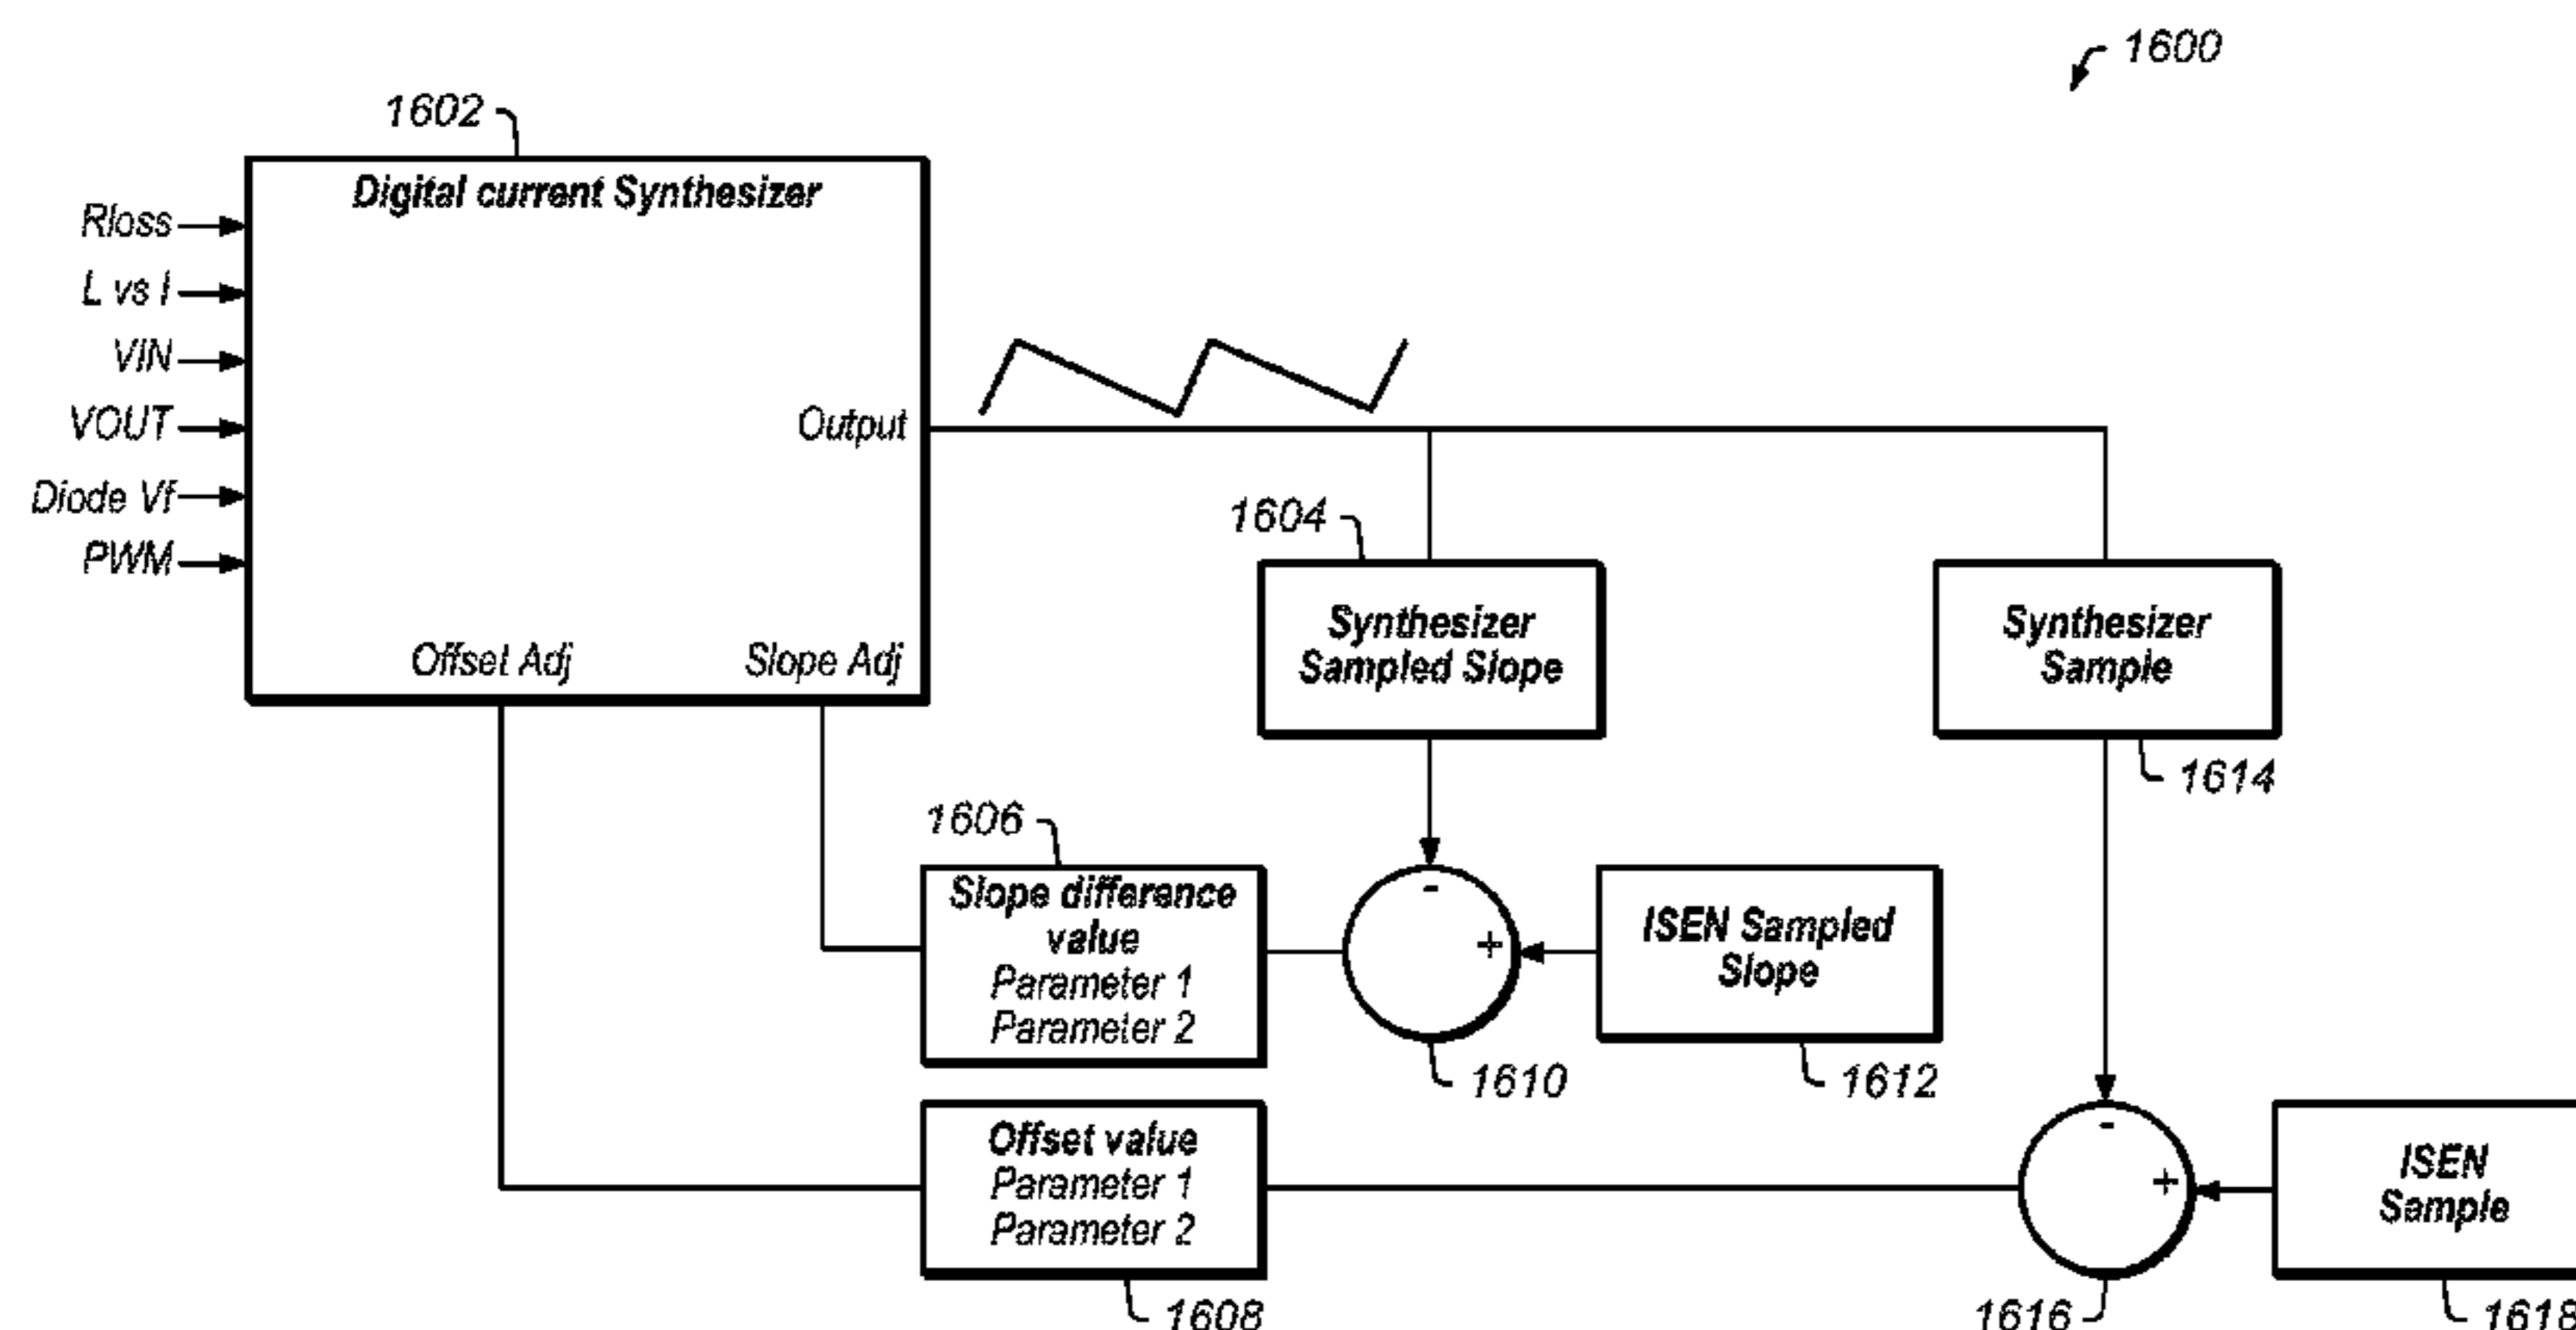 1600
1602
Digital current Synthesizer
Rloss
L vs I
VIN
VOUT
Diode Vf
PWM
Output
Offset Adj
Slope Adj
1604
Synthesizer
Sampled Slope
Synthesizer
Sample
1614
1606
Slope difference
value
Parameter 1
Parameter 2
-
+
ISEN Sampled
Slope
1610
1612
Offset value
Parameter 1
Parameter 2
-
+
ISEN
Sample
1608
1616
1618